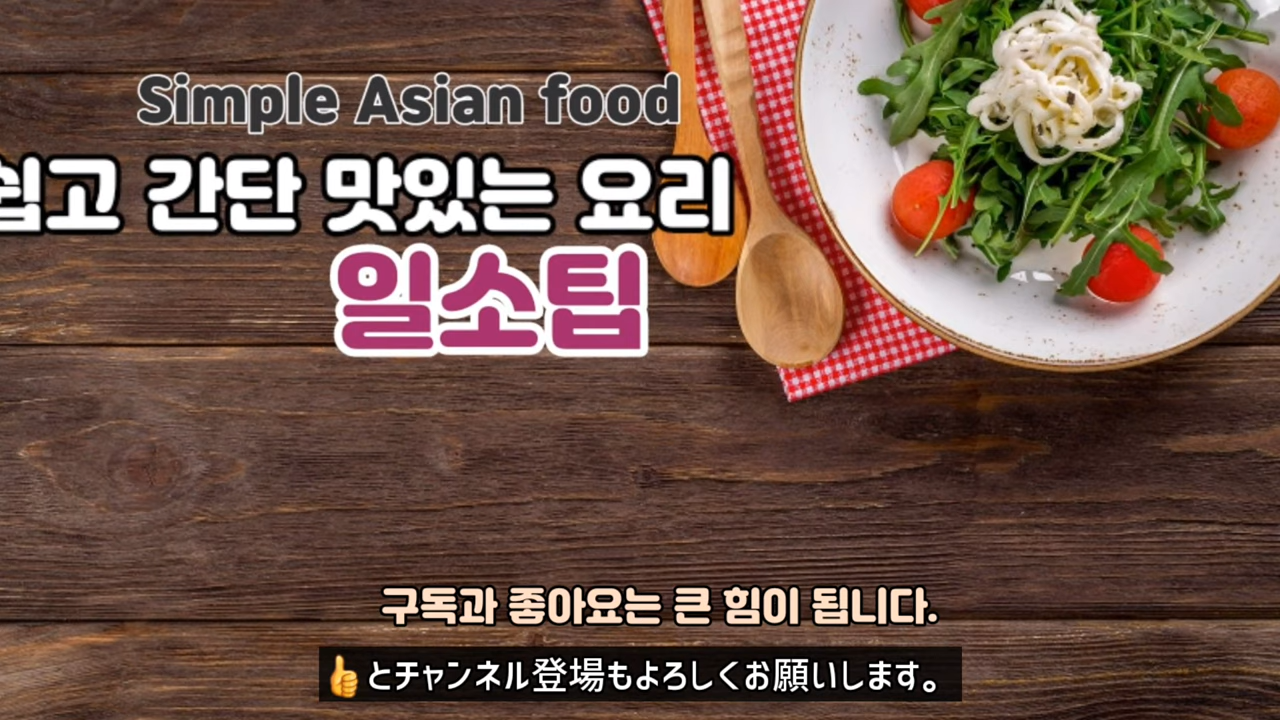 Simple Asian food
쉽고 간단 맛있는 요리
일소팁
구독과 좋아요는 큰 힘이 됩니다.
👍とチャンネル登場もよろしくお願いします。